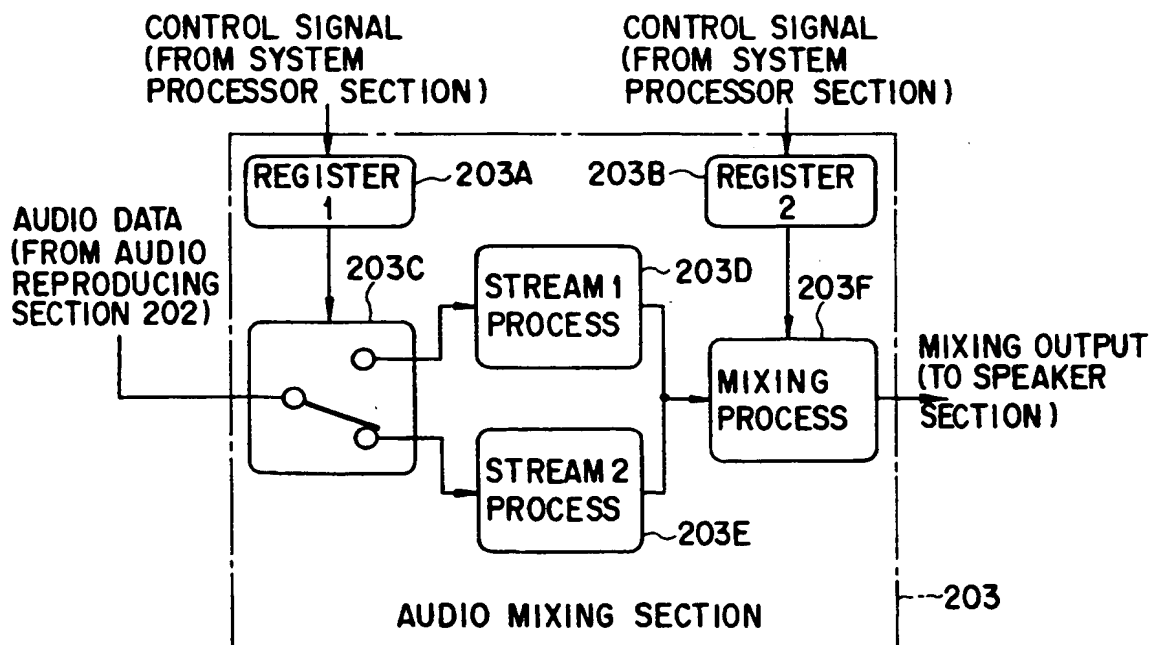 CONTROL SIGNAL
(FROM SYSTEM
PROCESSOR SECTION)
CONTROL SIGNAL
(FROM SYSTEM
PROCESSOR SECTION)
REGISTER
1
203A
203B
REGISTER
2
AUDIO DATA
(FROM AUDIO
REPRODUCING
SECTION 202)
203C
STREAM 1
PROCESS
203D
203F
MIXING
PROCESS
MIXING OUTPUT
(TO SPEAKER
SECTION)
STREAM 2
PROCESS
203E
203
AUDIO MIXING SECTION